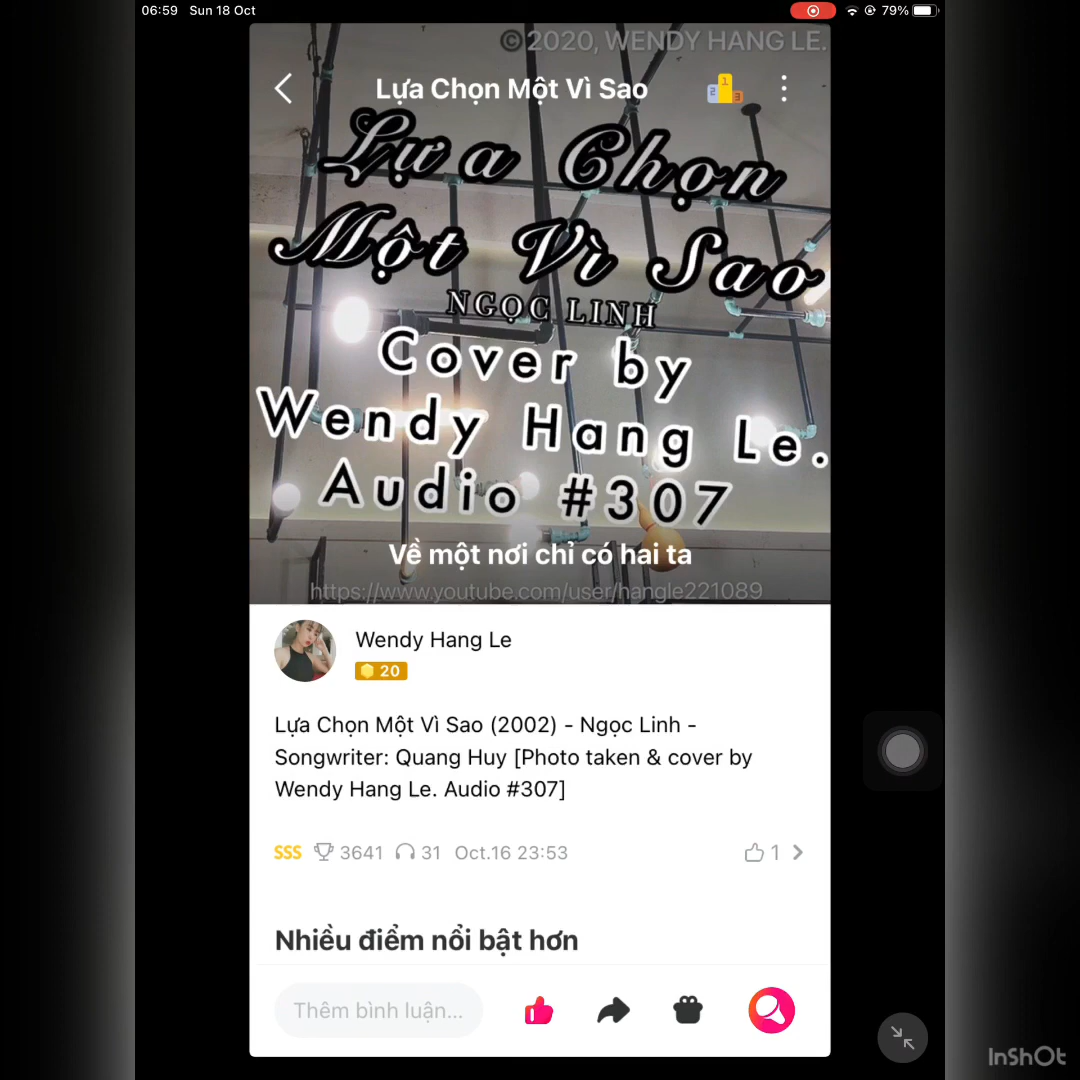 06:59 Sun 18 Oct
79%
©2020, WENDY HANG LE.
Lựa Chọn Một Vì Sao
2 1 3
Lựa Chọn
Một Vì Sao
NGỌC LINH
Cover by
Wendy Hang Le.
Audio #307
Về một nơi chỉ có hai ta
https://www.youtube.com/user/hangle221089
Wendy Hang Le
20
Lựa Chọn Một Vì Sao (2002) - Ngọc Linh -
Songwriter: Quang Huy [Photo taken & cover by
Wendy Hang Le. Audio #307]
SSS 3641 31 Oct.16 23:53 1
Nhiều điểm nổi bật hơn
Thêm bình luận...
InShOt